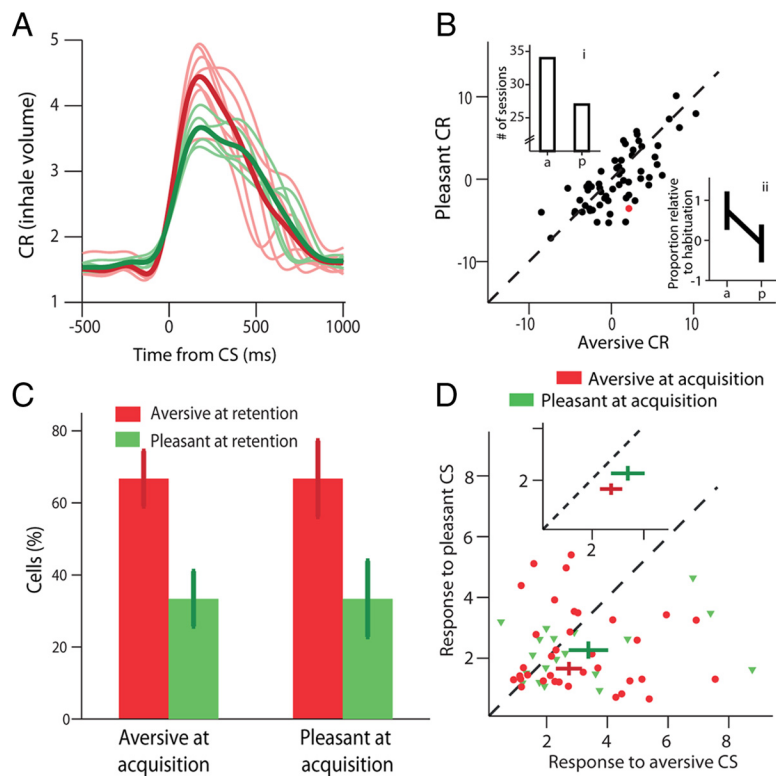 A
5
4
3
2
1
CR (inhale volume)
-500
0
500
1000
Time from CS (ms)
B
Pleasant CR
10
0
-10
-10
0
10
Aversive CR
35
30
25
# of sessions
i
a
p
ii
Proportion relative
to habituation
1
0
-1
a
p
C
Aversive at retention
Pleasant at retention
80
60
40
20
0
Cells (%)
Aversive at
acquisition
Pleasant at
acquisition
Aversive at acquisition
Pleasant at acquisition
D
Response to pleasant CS
8
6
4
2
2
2
2
4
6
8
Response to aversive CS